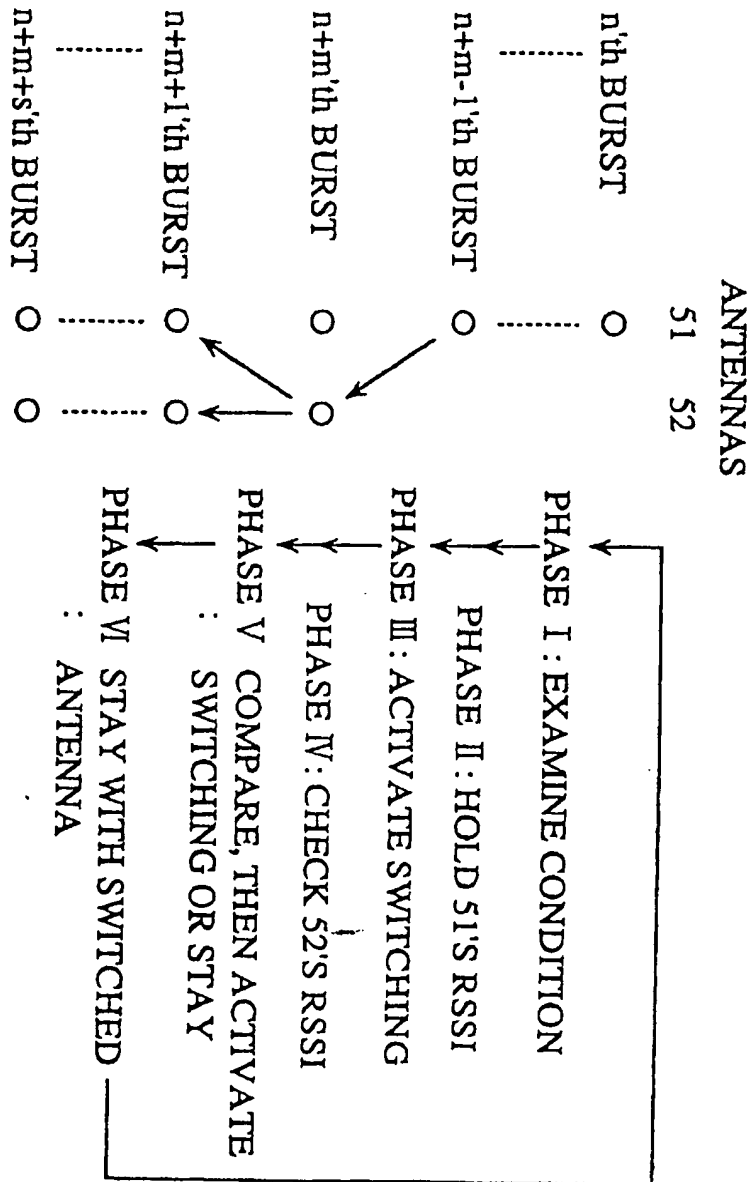 ANTENNAS
51 52
n'th BURST
n+m-1'th BURST
n+m'th BURST
n+m+1'th BURST
n+m+s'th BURST
PHASE I : EXAMINE CONDITION
PHASE II : HOLD 51'S RSSI
PHASE III : ACTIVATE SWITCHING
PHASE IV : CHECK 52'S RSSI
PHASE V COMPARE, THEN ACTIVATE
: SWITCHING OR STAY
PHASE VI STAY WITH SWITCHED
: ANTENNA